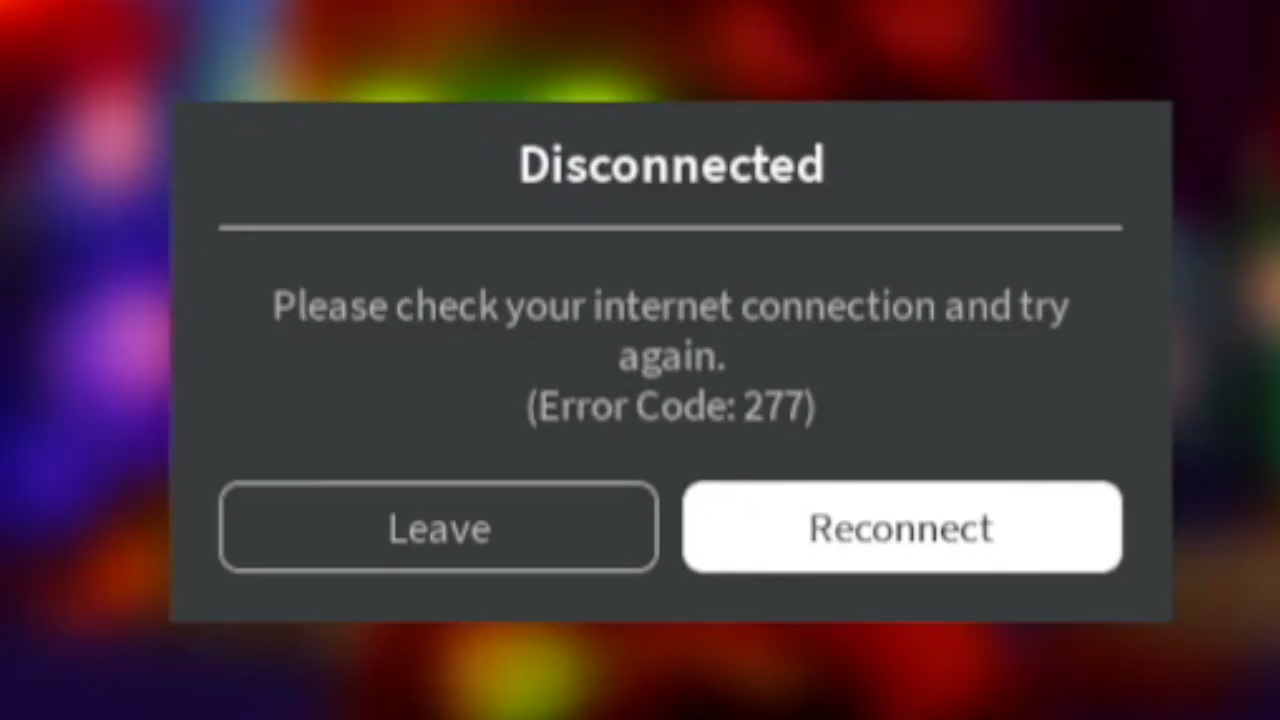 Disconnected
Please check your internet connection and try
again.
(Error Code: 277)
Leave
Reconnect